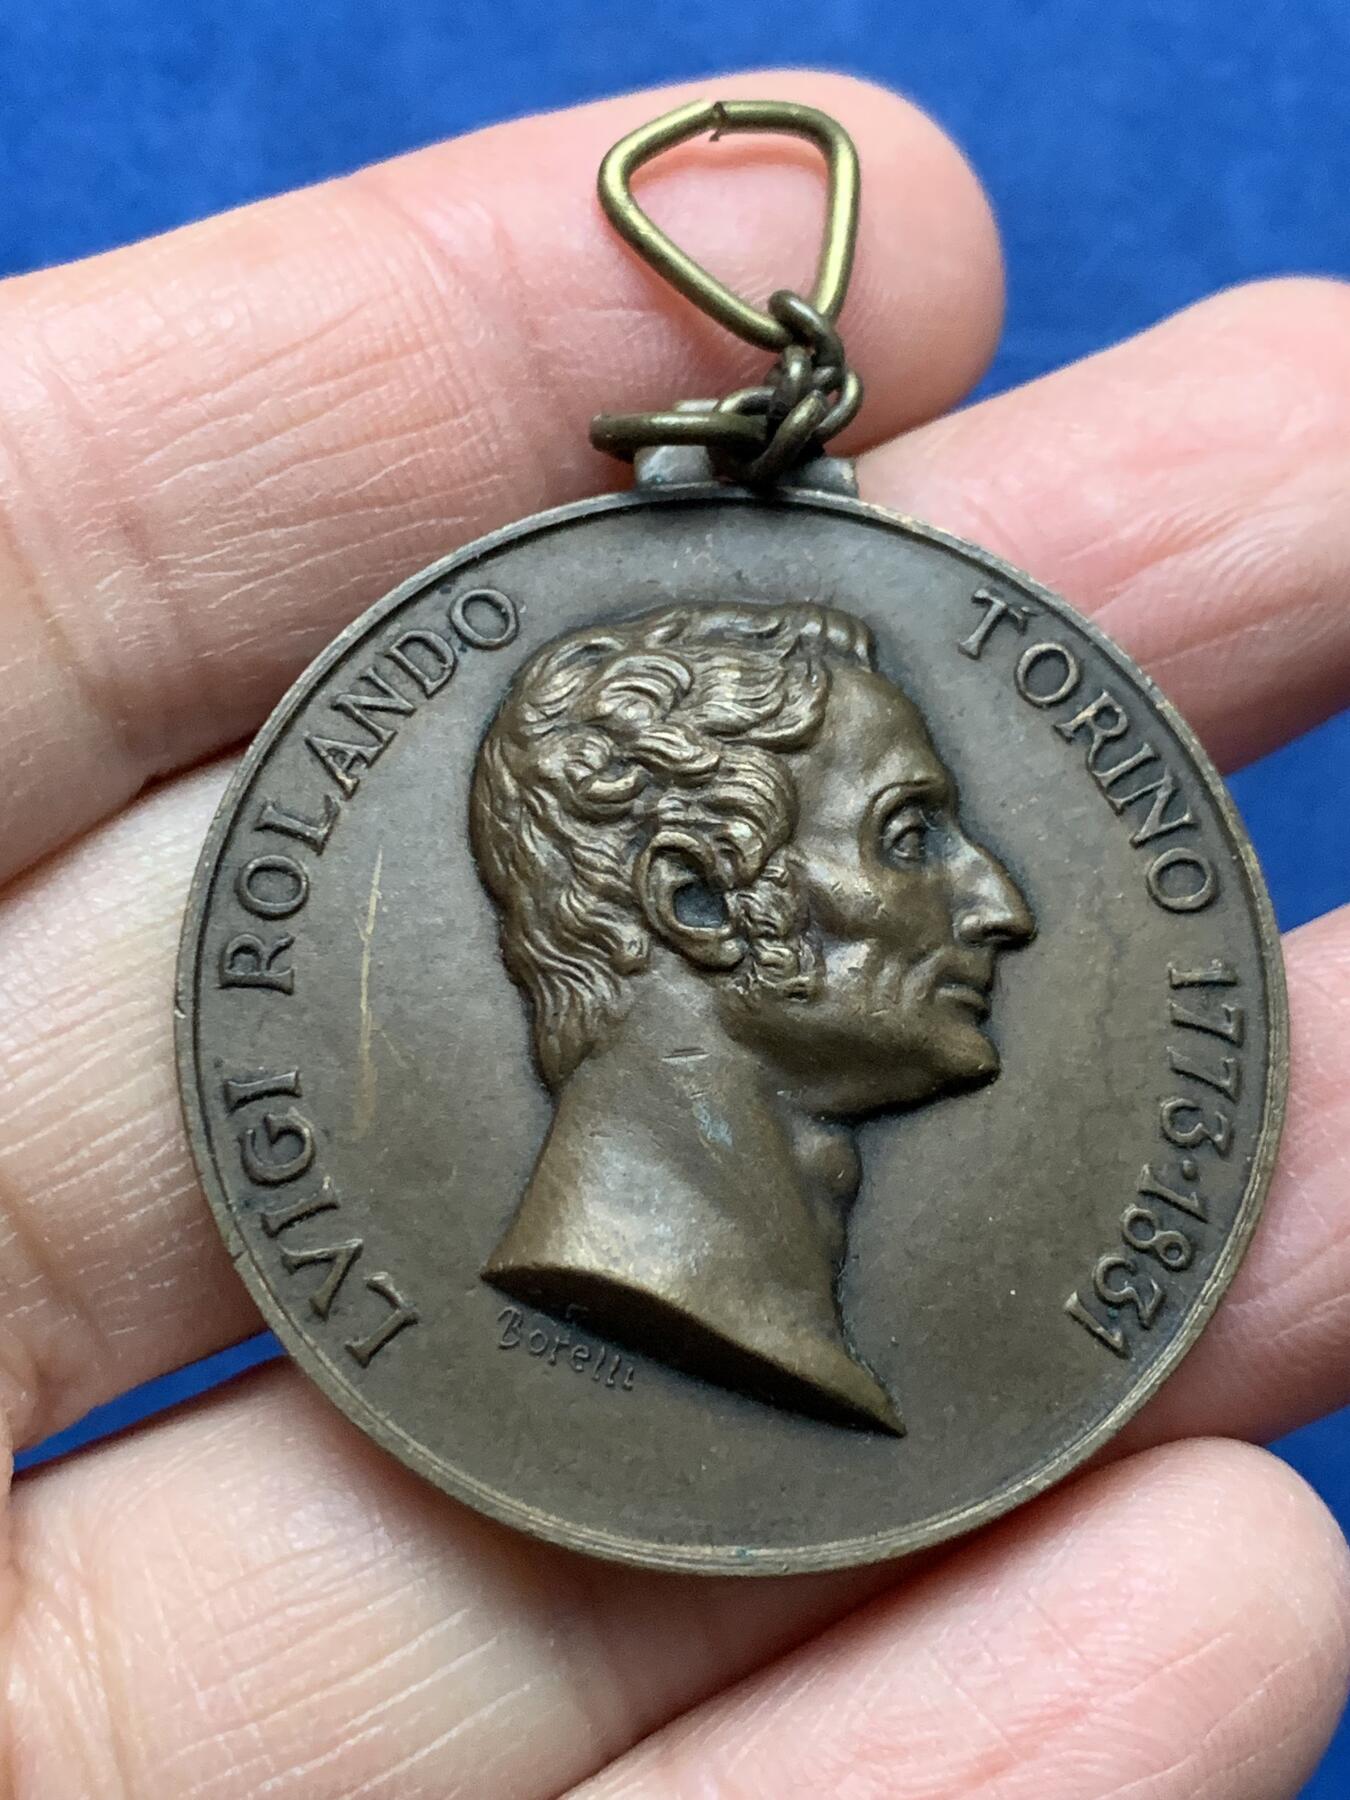 LVIGI ROLANDO
TORINO 1773·1831
Borelli